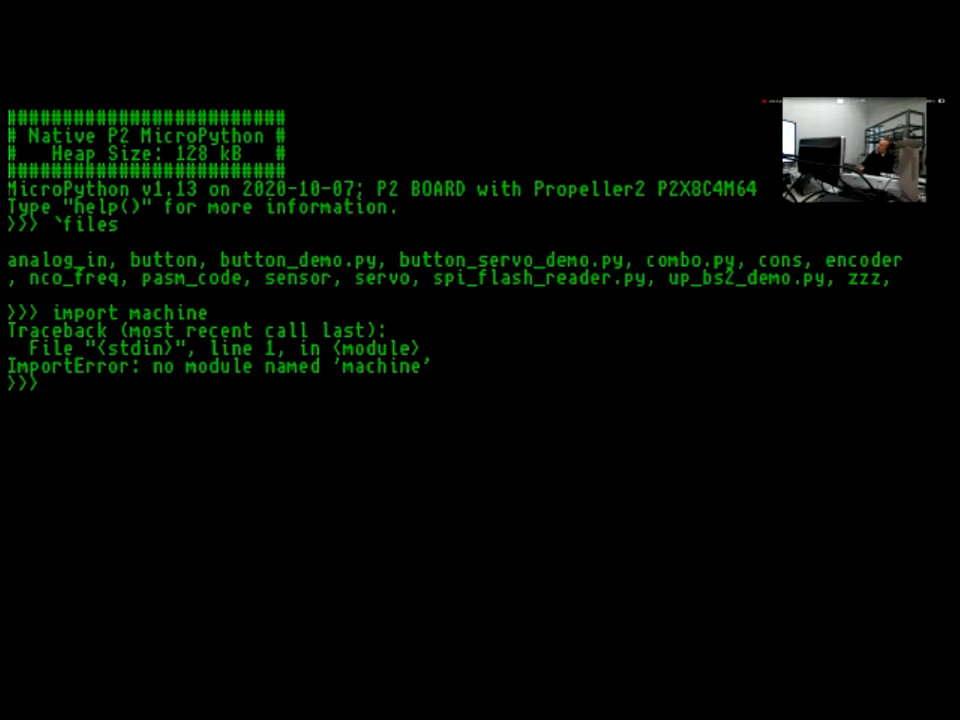 ########################
# Native P2 MicroPython #
#   Heap Size: 128 kB   #
########################
MicroPython v1.13 on 2020-10-07; P2 BOARD with Propeller2 P2X8C4M64
Type "help()" for more information.
>>> `files
analog_in, button, button_demo.py, button_servo_demo.py, combo.py, cons, encoder
, nco_freq, pasm_code, sensor, servo, spi_flash_reader.py, up_bs2_demo.py, zzz,
>>> import machine
Traceback (most recent call last):
  File "<stdin>", line 1, in <module>
ImportError: no module named 'machine'
>>>